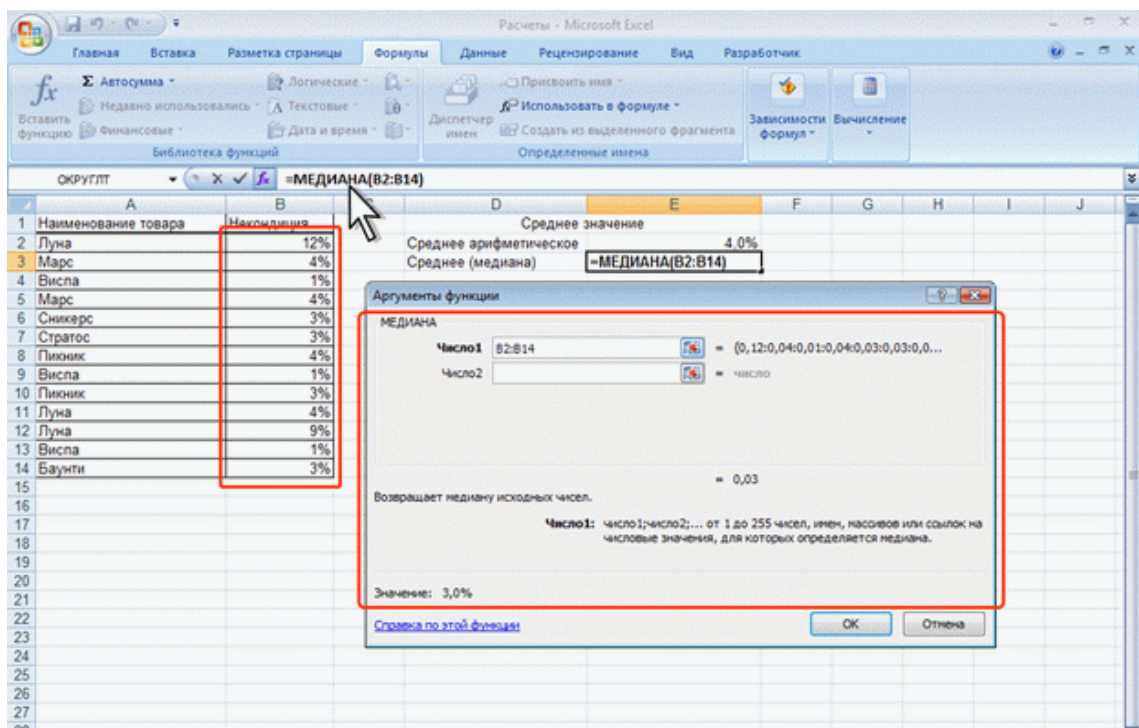 Расчеты - Microsoft Excel
Главная Вставка Разметка страницы Формулы Данные Рецензирование Вид Разработчик
Σ Автосумма Логические Присвоить имя
fx Недавно использовались Текстовые Использовать в формуле
Вставить функцию Финансовые Дата и время Диспетчер имен Создать из выделенного фрагмента Зависимости формул Вычисление
Библиотека функций Определенные имена
ОКРУГЛТ fx =МЕДИАНА(B2:B14)
A B D E F G H I J
1 Наименование товара Некондиция Среднее значение
2 Луна 12% Среднее арифметическое 4,0%
3 Марс 4% Среднее (медиана) =МЕДИАНА(B2:B14)
4 Виспа 1%
5 Марс 4%
6 Сникерс 3%
7 Стратос 3%
8 Пикник 4%
9 Виспа 1%
10 Пикник 3%
11 Луна 4%
12 Луна 9%
13 Виспа 1%
14 Баунти 3%
15
16
17
18
19
20
21
22
23
24
25
26
27
Аргументы функции
МЕДИАНА
Число1 B2:B14 = {0,12:0,04:0,01:0,04:0,03:0,03:0,0...
Число2 = число
= 0,03
Возвращает медиану исходных чисел.
Число1: число1;число2;... от 1 до 255 чисел, имен, массивов или ссылок на
числовые значения, для которых определяется медиана.
Значение: 3,0%
Справка по этой функции OK Отмена